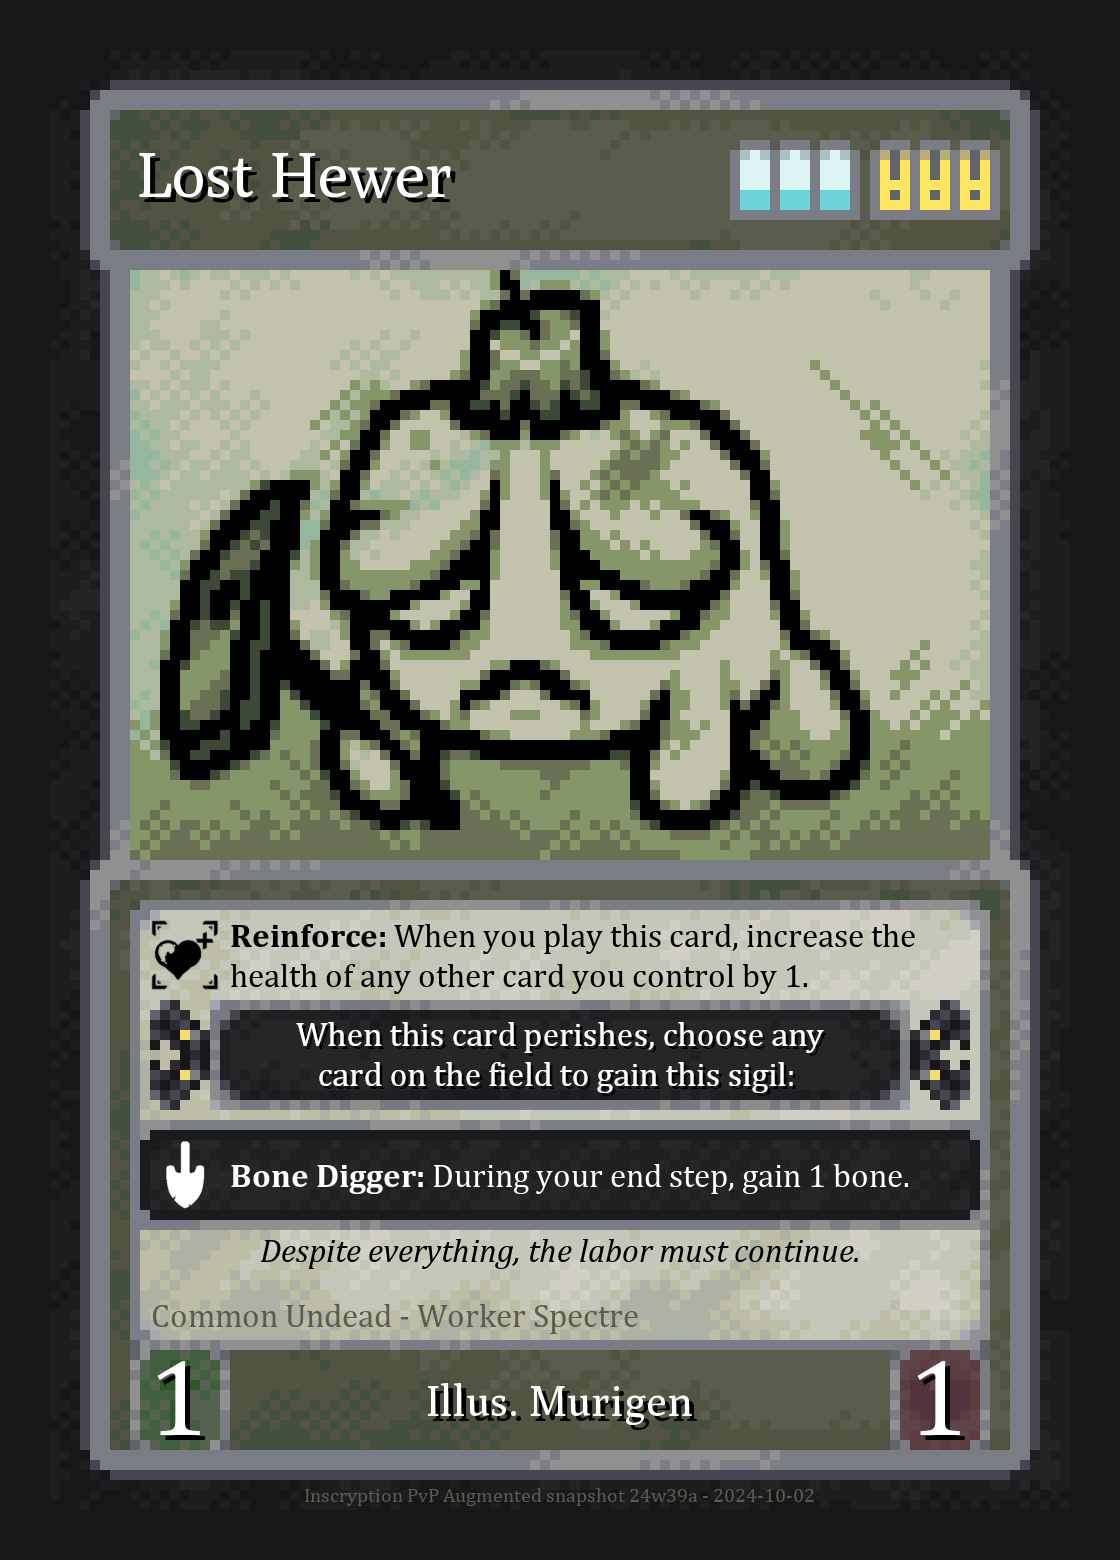 Lost Hewer
Reinforce: When you play this card, increase the
health of any other card you control by 1.
When this card perishes, choose any
card on the field to gain this sigil:
Bone Digger: During your end step, gain 1 bone.
Despite everything, the labor must continue.
Common Undead - Worker Spectre
1 Illus. Murigen 1
Inscryption PvP Augmented snapshot 24w39a - 2024-10-02